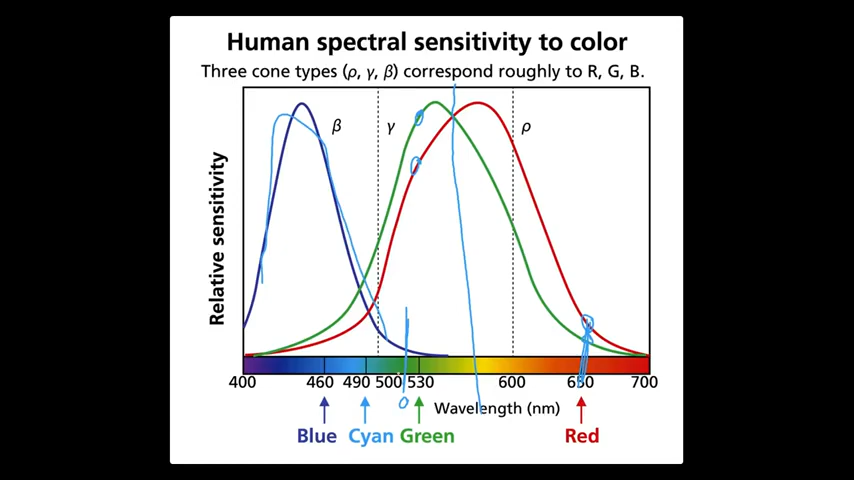 Human spectral sensitivity to color
Three cone types (ρ, γ, β) correspond roughly to R, G, B.
β γ ρ
Relative sensitivity
400 460 490 500 530 600 700
Wavelength (nm)
Blue Cyan Green Red